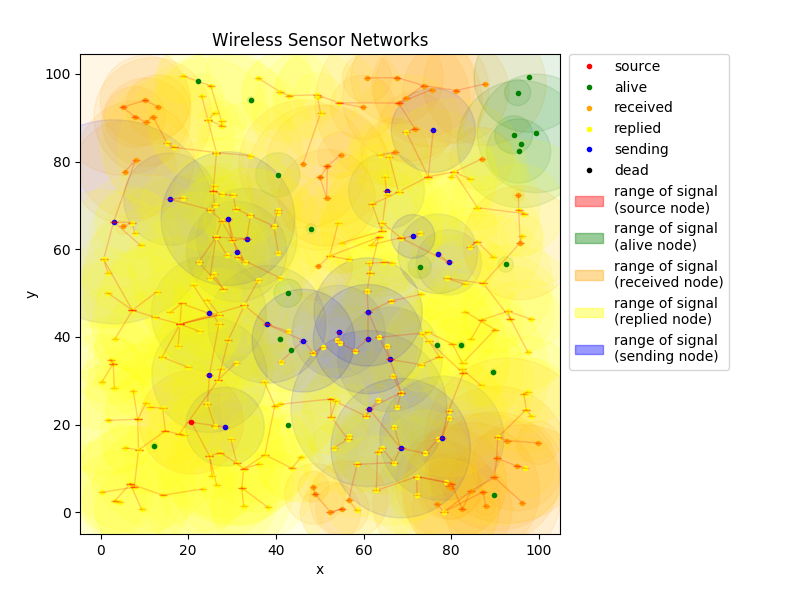 Wireless Sensor Networks
100
80
60
40
20
0
y
0 20 40 60 80 100
x
source
alive
received
replied
sending
dead
range of signal
(source node)
range of signal
(alive node)
range of signal
(received node)
range of signal
(replied node)
range of signal
(sending node)